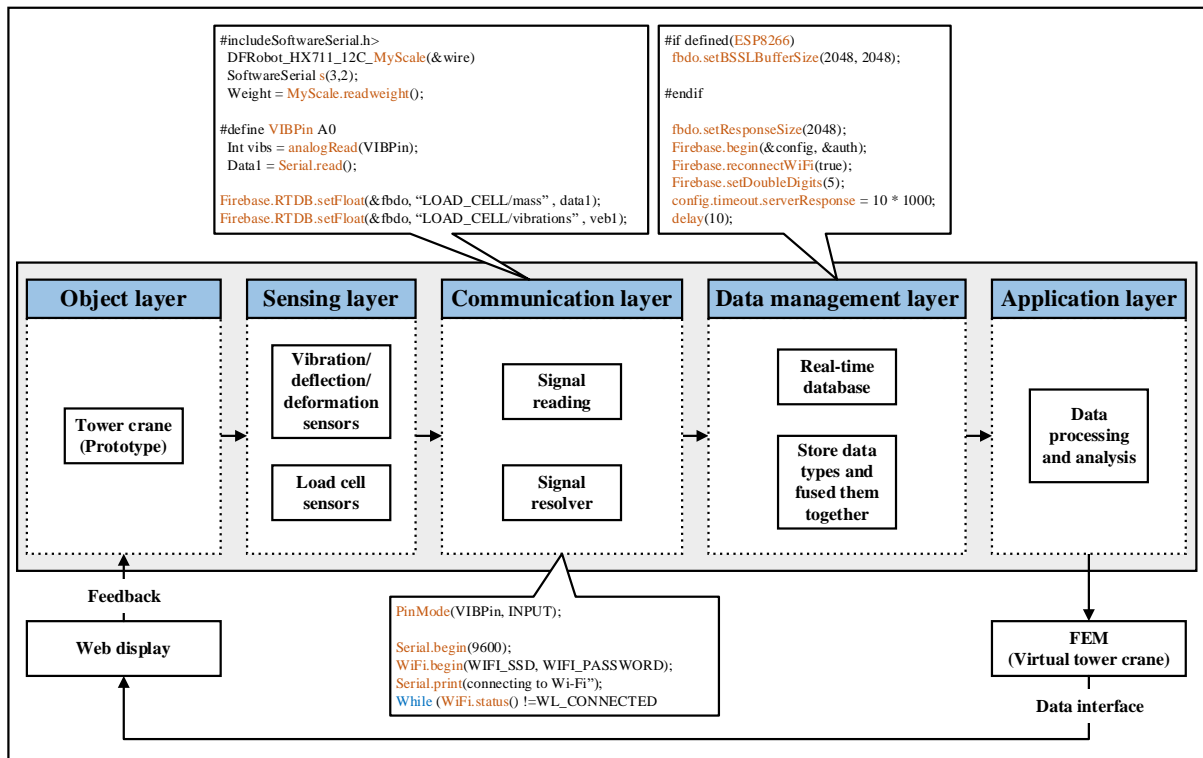 #includeSoftwareSerial.h>
DFRobot_HX711_12C_MyScale(&wire)
SoftwareSerial s(3,2);
Weight = MyScale.readweight();
#define VIBPin A0
Int vibs = analogRead(VIBPin);
Data1 = Serial.read();
Firebase.RTDB.setFloat(&fbdo, “LOAD_CELL/mass” , data1);
Firebase.RTDB.setFloat(&fbdo, “LOAD_CELL/vibrations” , veb1);
#if defined(ESP8266)
fbdo.setBSSLBufferSize(2048, 2048);
#endif
fbdo.setResponseSize(2048);
Firebase.begin(&config, &auth);
Firebase.reconnectWiFi(true);
Firebase.setDoubleDigits(5);
config.timeout.serverResponse = 10 * 1000;
delay(10);
Object layer
Tower crane
(Prototype)
Sensing layer
Vibration/
deflection/
deformation
sensors
Load cell
sensors
Communication layer
Signal
reading
Signal
resolver
Data management layer
Real-time
database
Store data
types and
fused them
together
Application layer
Data
processing
and analysis
Feedback
Web display
PinMode(VIBPin, INPUT);
Serial.begin(9600);
WiFi.begin(WIFI_SSD, WIFI_PASSWORD);
Serial.print(connecting to Wi-Fi”);
While (WiFi.status() !=WL_CONNECTED
FEM
(Virtual tower crane)
Data interface